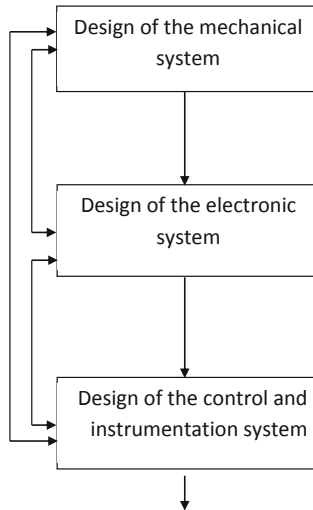 Design of the mechanical
system
Design of the electronic
system
Design of the control and
instrumentation system